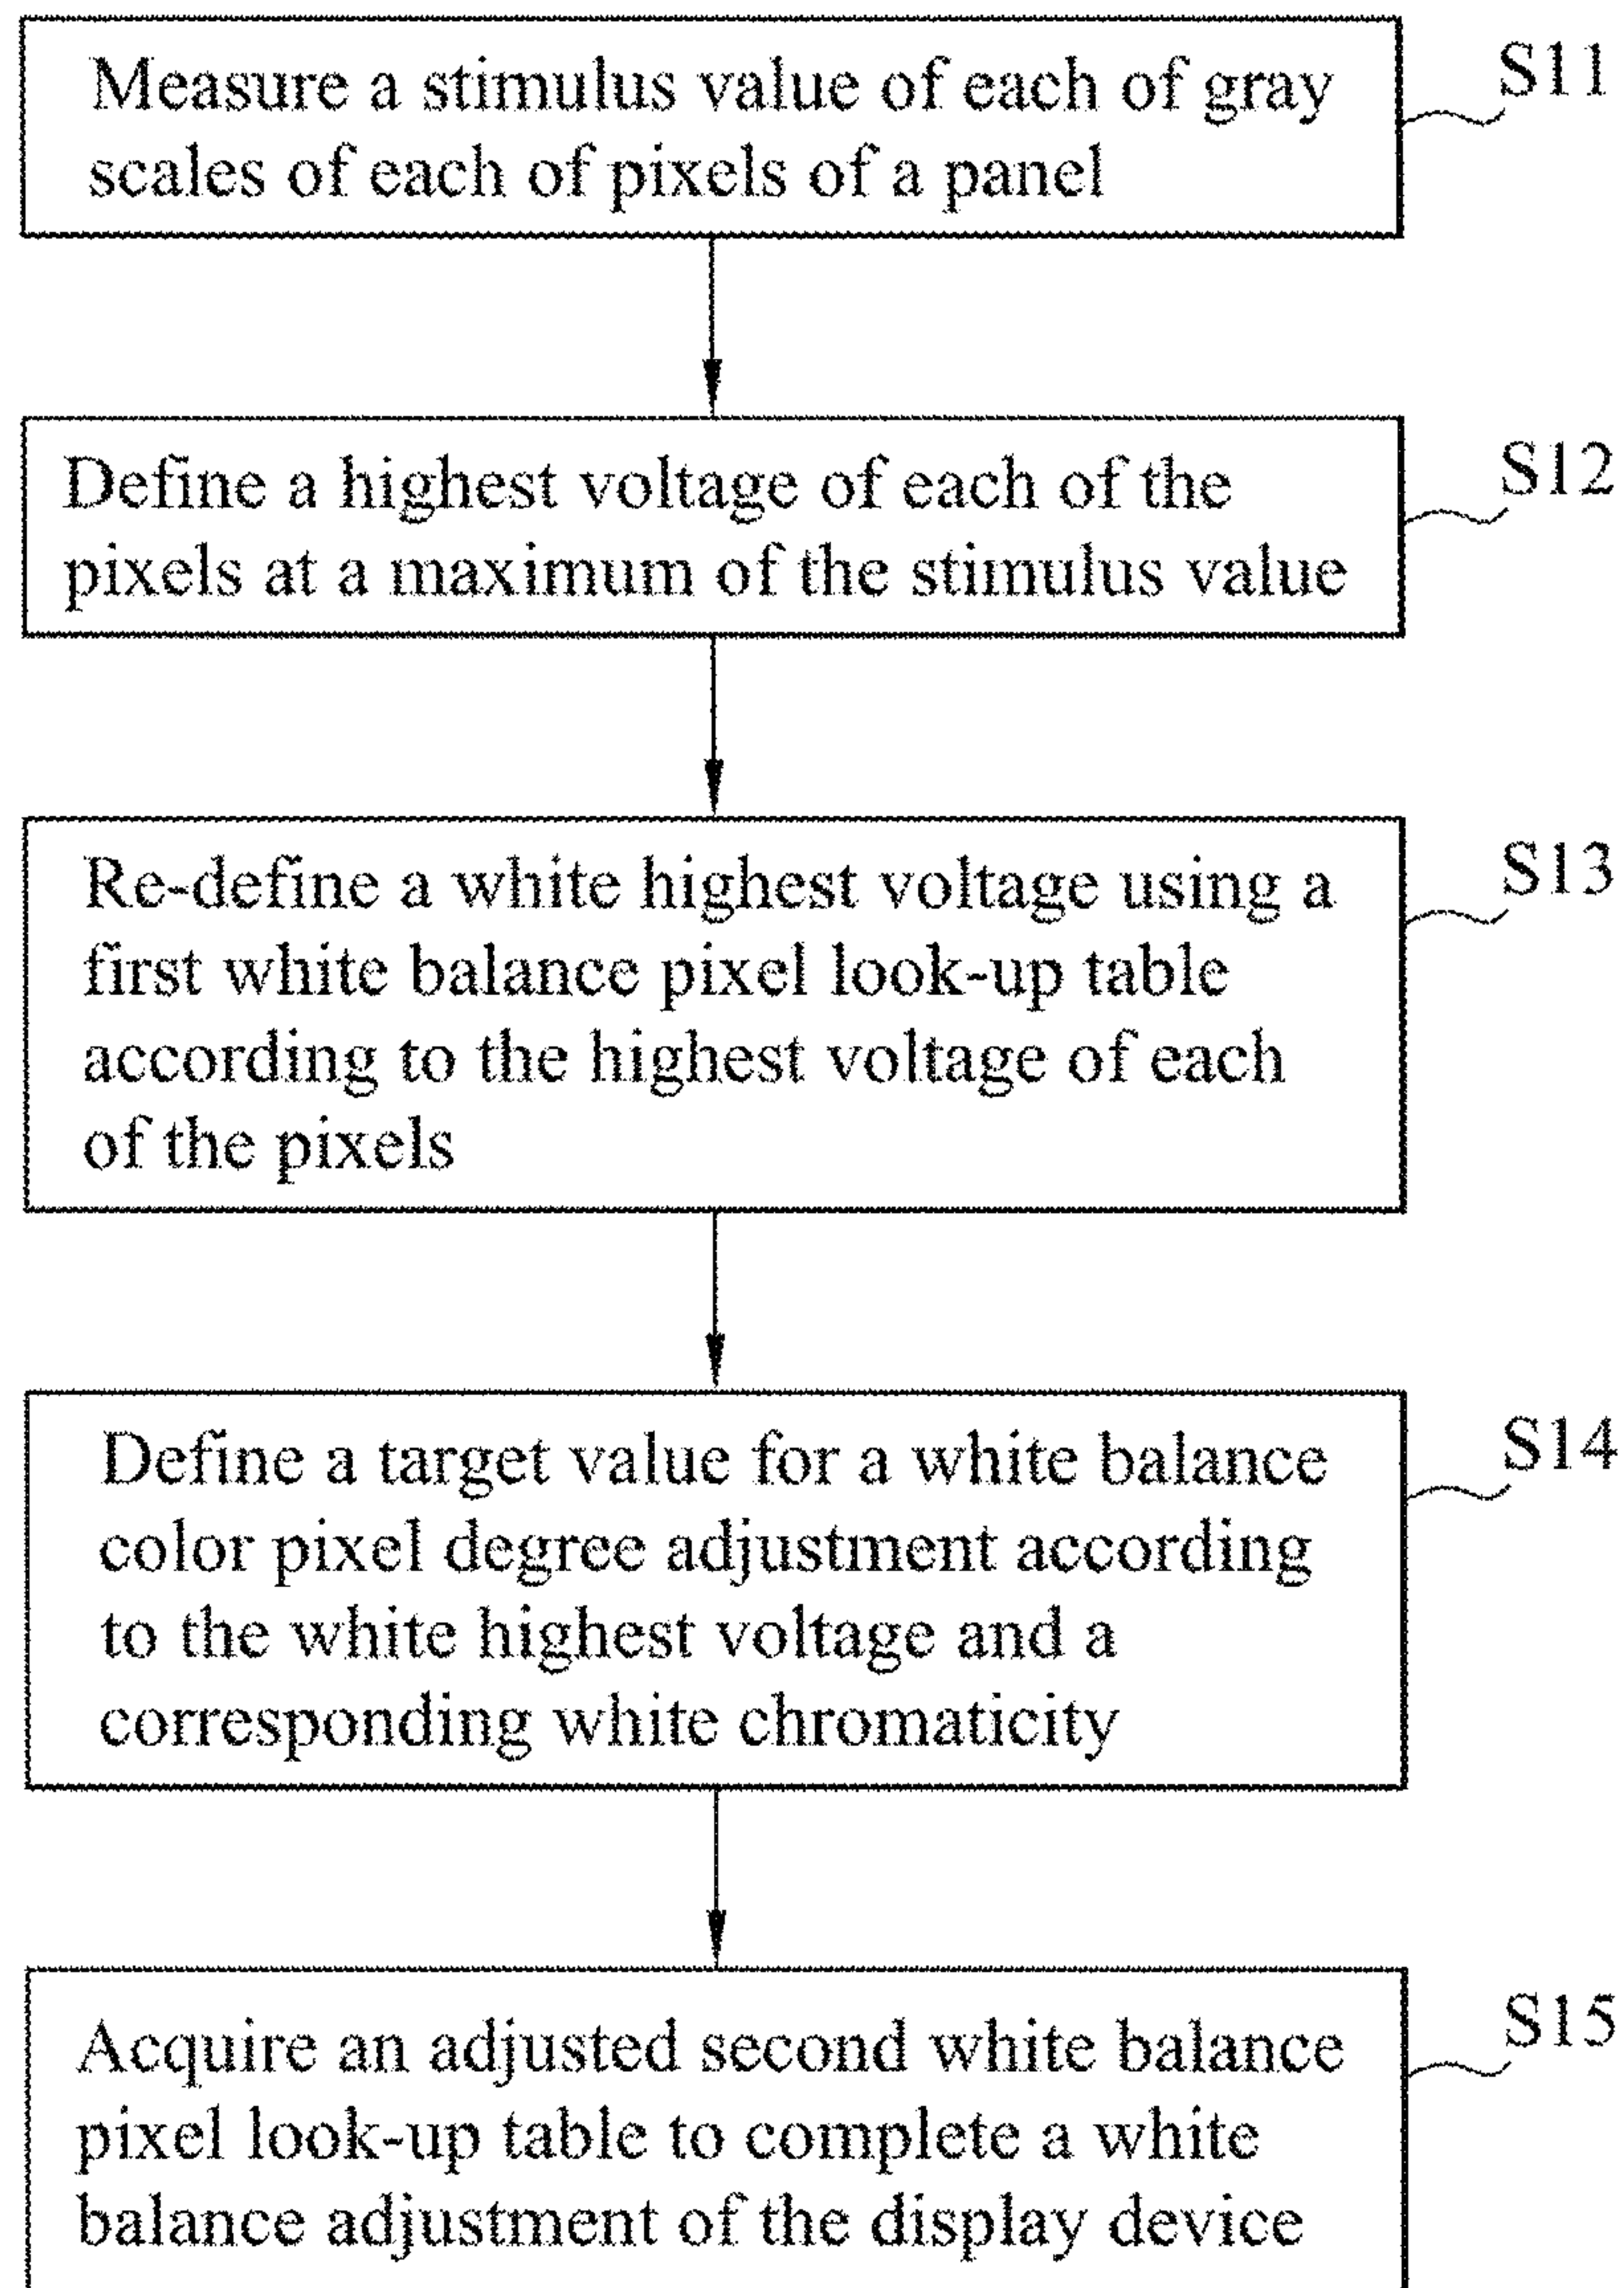 Measure a stimulus value of each of gray
scales of each of pixels of a panel
S11
Define a highest voltage of each of the
pixels at a maximum of the stimulus value
S12
Re-define a white highest voltage using a
first white balance pixel look-up table
according to the highest voltage of each
of the pixels
S13
Define a target value for a white balance
color pixel degree adjustment according
to the white highest voltage and a
corresponding white chromaticity
S14
Acquire an adjusted second white balance
pixel look-up table to complete a white
balance adjustment of the display device
S15